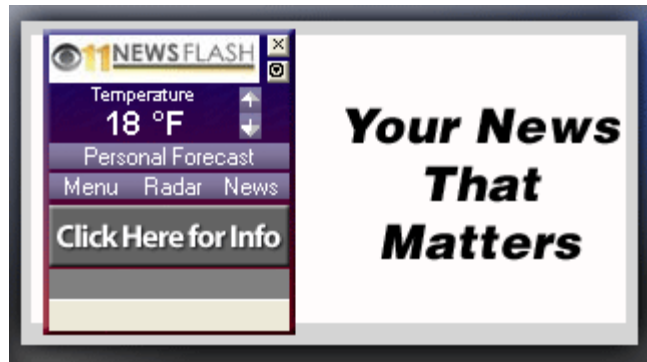 11 NEWSFLASH
Temperature
18 °F
Personal Forecast
Menu Radar News
Click Here for Info
Your News
That
Matters